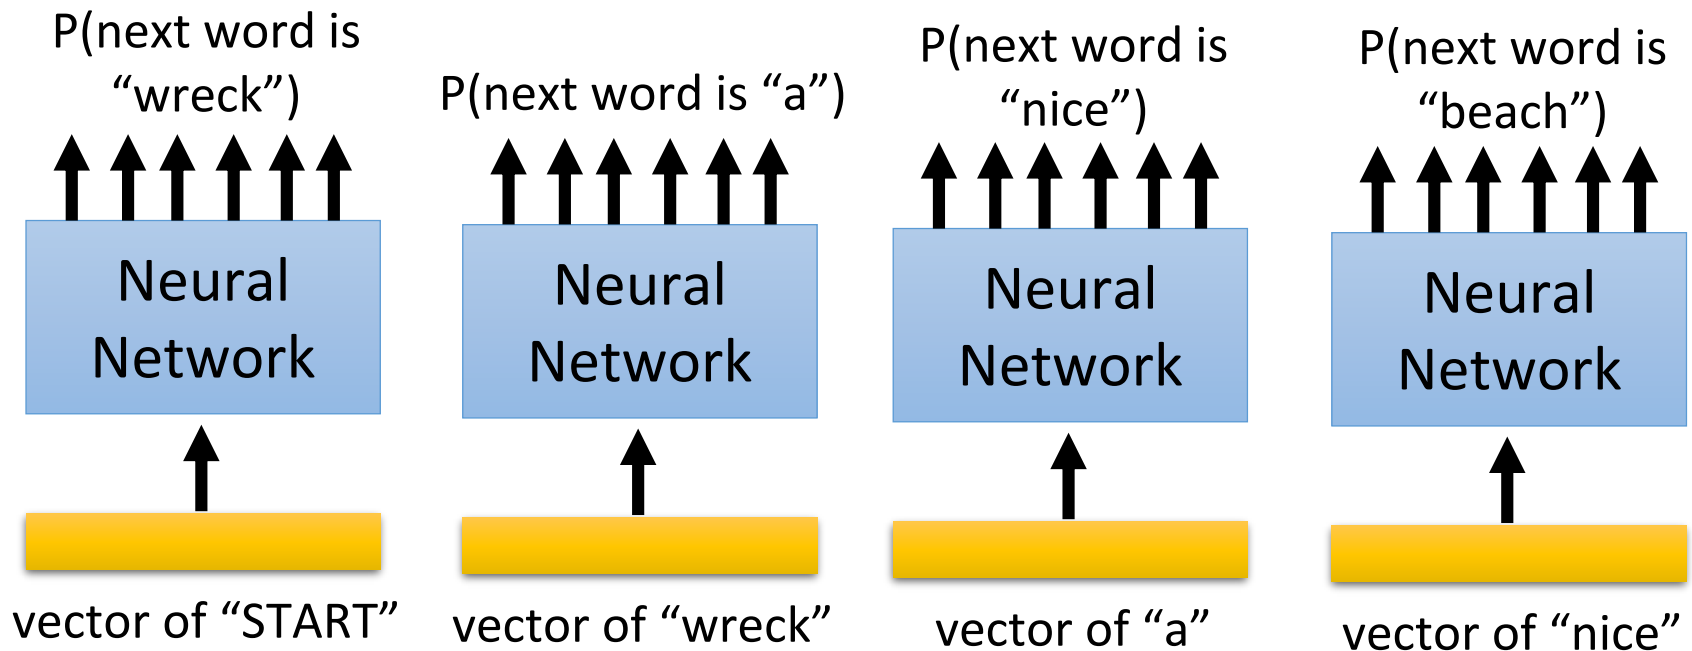 P(next word is
“wreck”)
P(next word is “a”)
P(next word is
“nice”)
P(next word is
“beach”)
Neural
Network
Neural
Network
Neural
Network
Neural
Network
vector of “START”
vector of “wreck”
vector of “a”
vector of “nice”